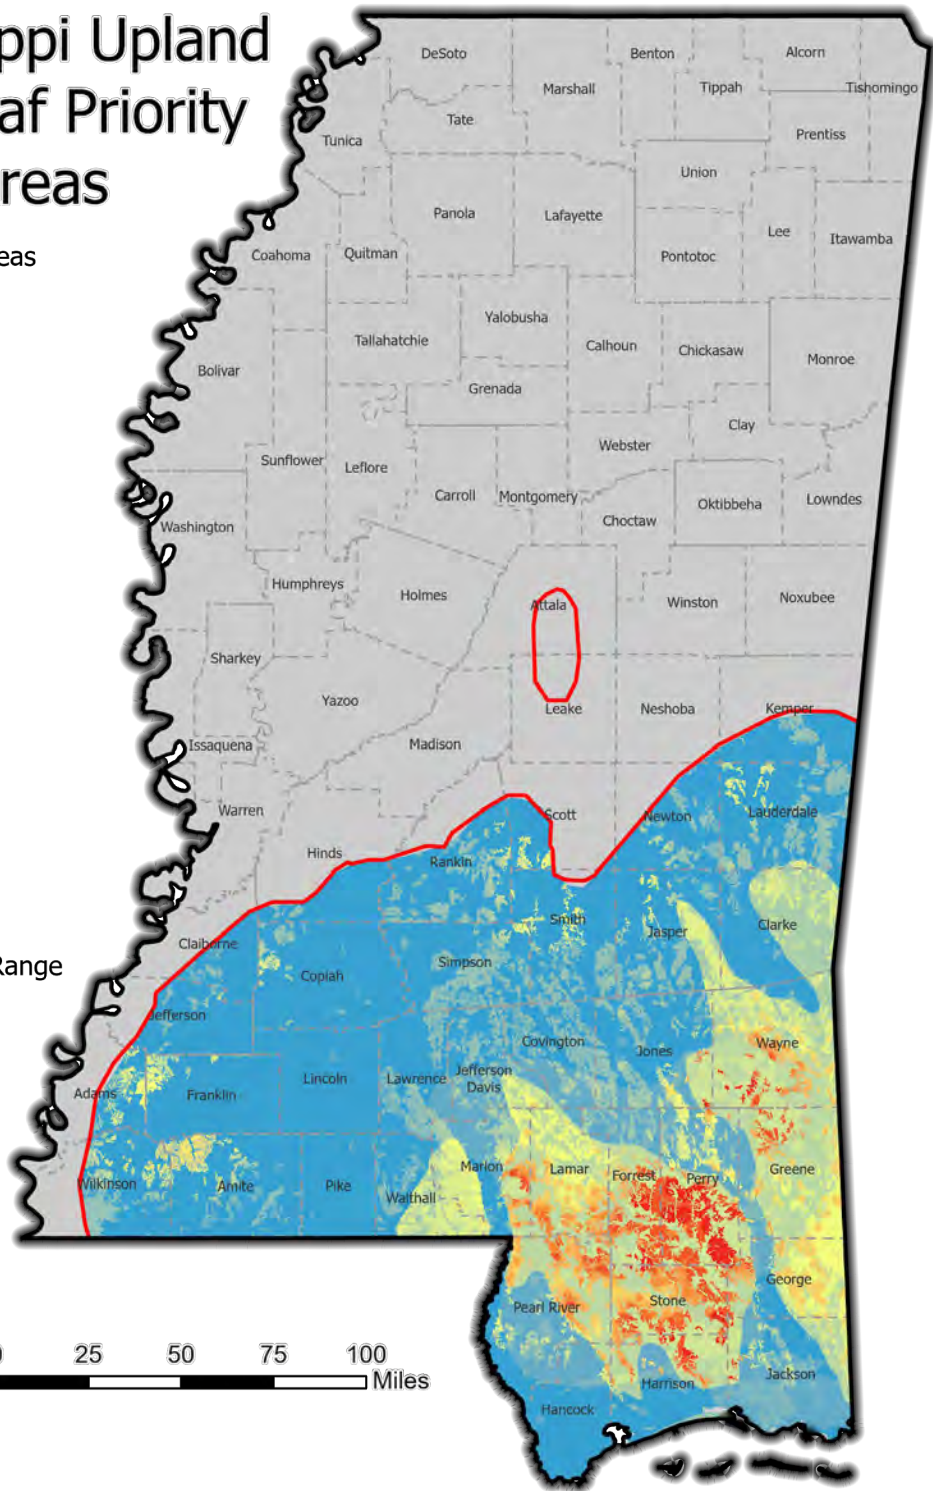 ppi Upland
af Priority
reas
eas
DeSoto
Benton
Alcorn
Marshall
Tippah
Tishomingo
Tate
Tunica
Prentiss
Union
Panola
Lafayette
Lee
Itawamba
Coahoma
Quitman
Pontotoc
Yalobusha
Tallahatchie
Calhoun
Chickasaw
Monroe
Bolivar
Grenada
Clay
Webster
Sunflower
Leflore
Carroll
Montgomery
Oktibbeha
Lowndes
Choctaw
Washington
Humphreys
Holmes
Attala
Winston
Noxubee
Sharkey
Yazoo
Leake
Neshoba
Kemper
Issaquena
Madison
Warren
Scott
Newton
Lauderdale
Hinds
Rankin
Smith
Jasper
Clarke
Claiborne
Range
Copiah
Simpson
Jefferson
Covington
Jones
Wayne
Adams
Franklin
Lincoln
Lawrence
Jefferson
Davis
Wilkinson
Amite
Pike
Walthall
Marion
Lamar
Forrest
Perry
Greene
Pearl River
Stone
George
Harrison
Jackson
Hancock
0 25 50 75 100
Miles